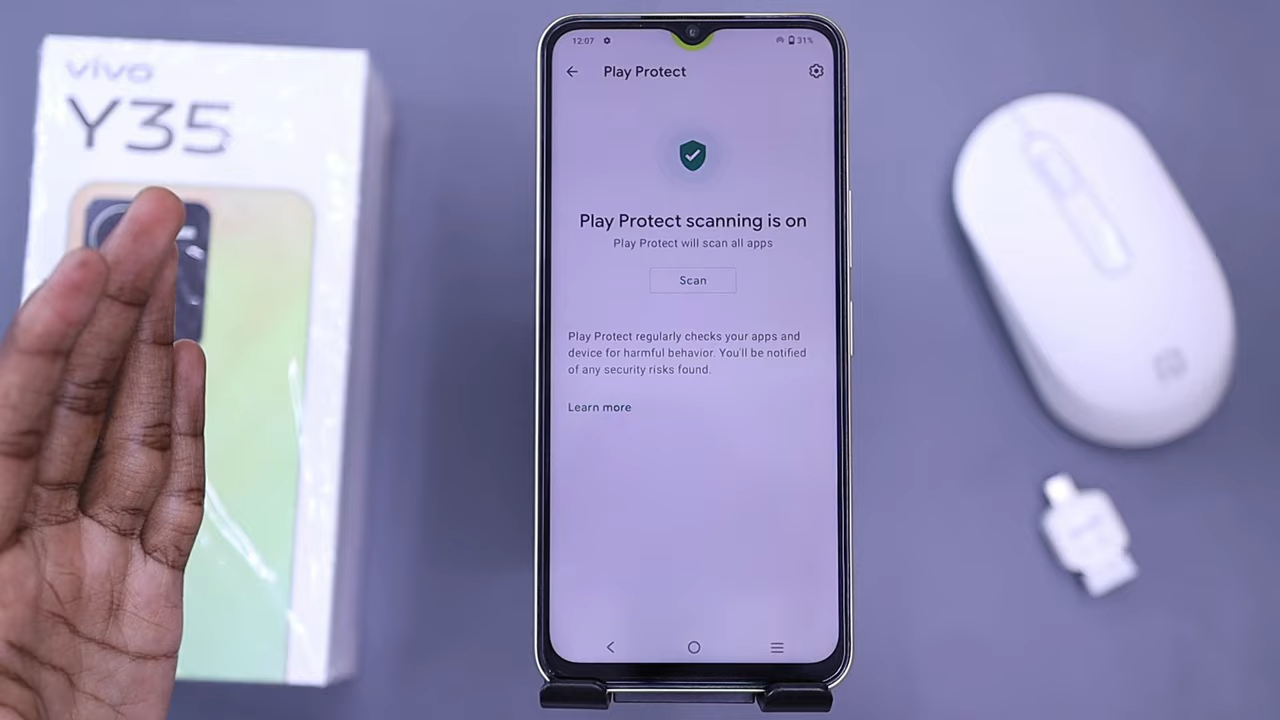 vivo
Y35
12:07
31%
Play Protect
Play Protect scanning is on
Play Protect will scan all apps
Scan
Play Protect regularly checks your apps and
device for harmful behavior. You'll be notified
of any security risks found.
Learn more